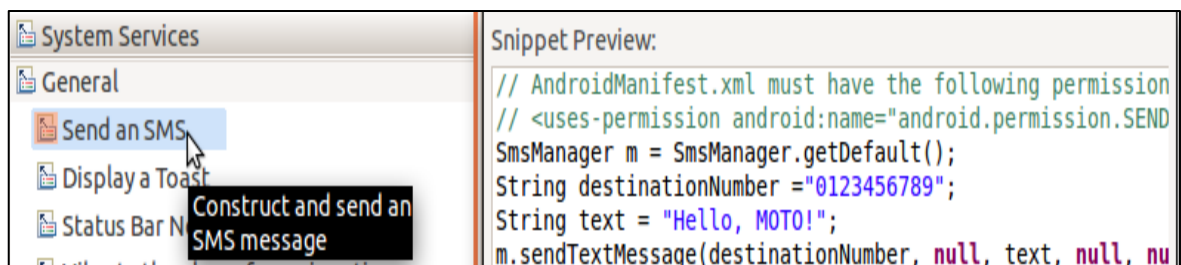 System Services
General
Send an SMS
Display a Toast
Status Bar
Construct and send an
SMS message
Snippet Preview:
// AndroidManifest.xml must have the following permission
// <uses-permission android:name="android.permission.SEND
SmsManager m = SmsManager.getDefault();
String destinationNumber ="0123456789";
String text = "Hello, MOTO!";
m.sendTextMessage(destinationNumber, null, text, null, nu